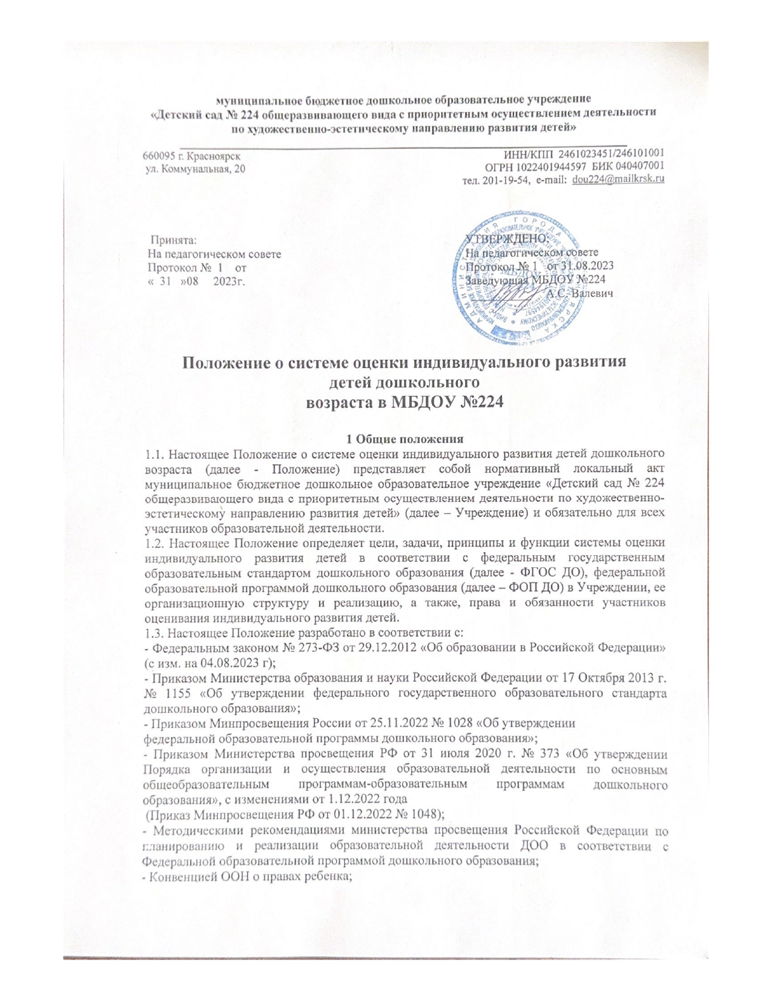 муниципальное бюджетное дошкольное образовательное учреждение
«Детский сад № 224 общеразвивающего вида с приоритетным осуществлением деятельности
по художественно-эстетическому направлению развития детей»
660095 г. Красноярск
ИНН/КПП 2461023451/246101001
ул. Коммунальная, 20
ОГРН 1022401944597 БИК 040407001
тел. 201-19-54, e-mail: dou224@mailkrsk.ru
Принята:
На педагогическом совете
Протокол № 1 от
« 31 »08 2023г.
УТВЕРЖДЕНО;
На педагогическом совете
Протокол № 1 от 31.08.2023
Заведующая МБДОУ №224
А.С. Валевич
АДМИНИСТРАЦИЯ ГОРОДА КРАСНОЯРСКА
МБДОУ
224
Положение о системе оценки индивидуального развития
детей дошкольного
возраста в МБДОУ №224
1 Общие положения
1.1. Настоящее Положение о системе оценки индивидуального развития детей дошкольного
возраста (далее - Положение) представляет собой нормативный локальный акт
муниципальное бюджетное дошкольное образовательное учреждение «Детский сад № 224
общеразвивающего вида с приоритетным осуществлением деятельности по художественно-
эстетическому направлению развития детей» (далее – Учреждение) и обязательно для всех
участников образовательной деятельности.
1.2. Настоящее Положение определяет цели, задачи, принципы и функции системы оценки
индивидуального развития детей в соответствии с федеральным государственным
образовательным стандартом дошкольного образования (далее - ФГОС ДО), федеральной
образовательной программой дошкольного образования (далее – ФОП ДО) в Учреждении, ее
организационную структуру и реализацию, а также, права и обязанности участников
оценивания индивидуального развития детей.
1.3. Настоящее Положение разработано в соответствии с:
- Федеральным законом № 273-ФЗ от 29.12.2012 «Об образовании в Российской Федерации»
(с изм. на 04.08.2023 г);
- Приказом Министерства образования и науки Российской Федерации от 17 Октября 2013 г.
№ 1155 «Об утверждении федерального государственного образовательного стандарта
дошкольного образования»;
- Приказом Минпросвещения России от 25.11.2022 № 1028 «Об утверждении
федеральной образовательной программы дошкольного образования»;
- Приказом Министерства просвещения РФ от 31 июля 2020 г. № 373 «Об утверждении
Порядка организации и осуществления образовательной деятельности по основным
общеобразовательным программам-образовательным программам дошкольного
образования», с изменениями от 1.12.2022 года
(Приказ Минпросвещения РФ от 01.12.2022 № 1048);
- Методическими рекомендациями министерства просвещения Российской Федерации по
планированию и реализации образовательной деятельности ДОО в соответствии с
Федеральной образовательной программой дошкольного образования;
- Конвенцией ООН о правах ребенка;